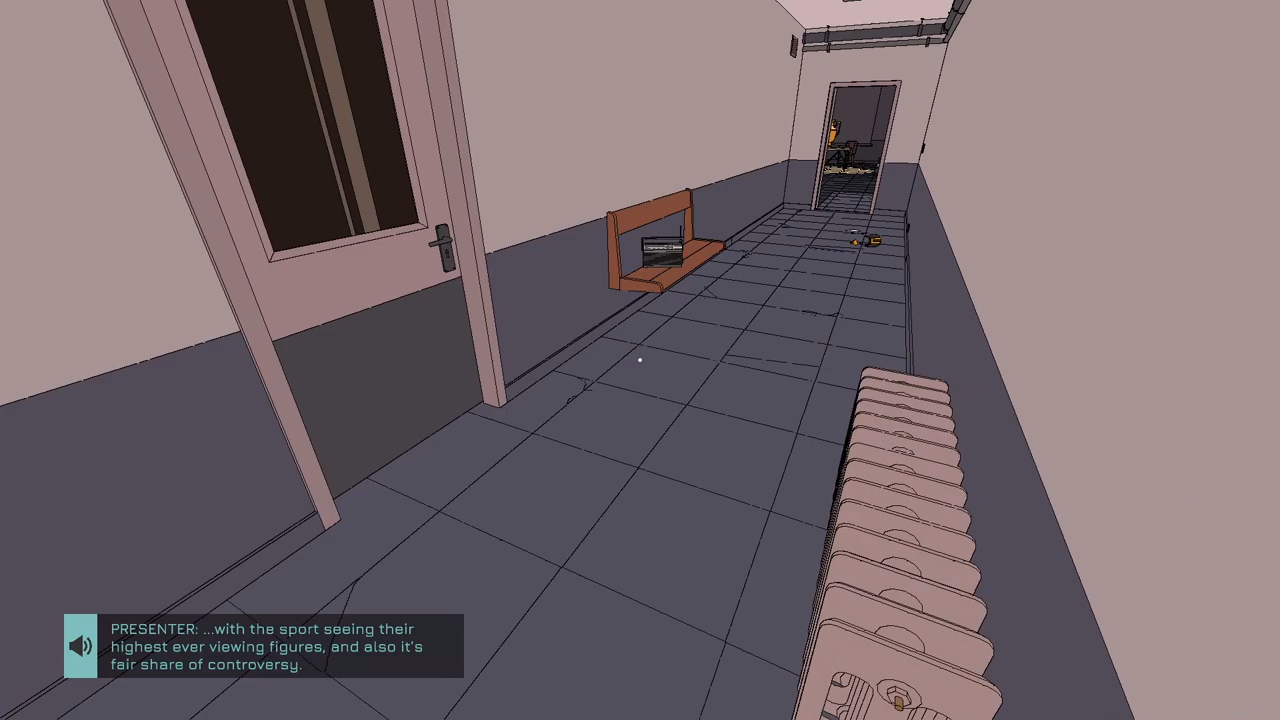 PRESENTER: ...with the sport seeing their
highest ever viewing figures, and also it's
fair share of controversy.